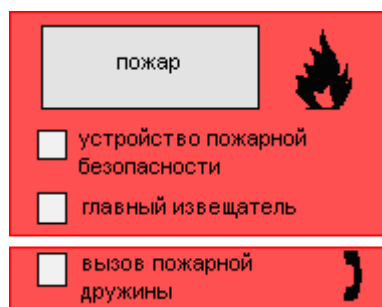 пожар
устройство пожарной
безопасности
главный извещатель
вызов пожарной
дружины